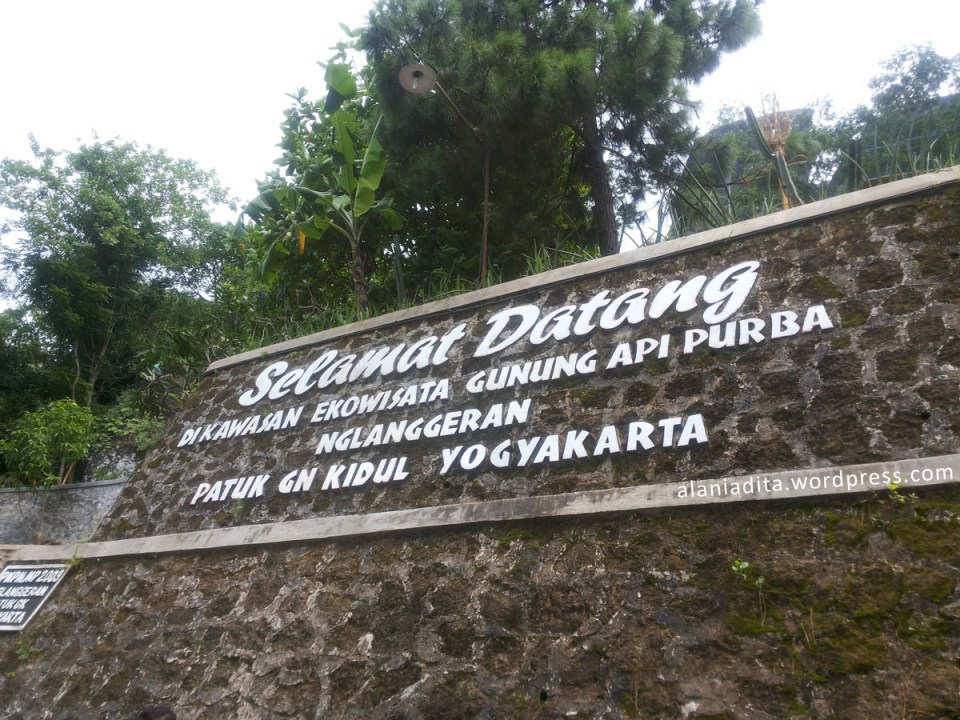 Selamat Datang
DI KAWASAN EKOWISATA GUNUNG API PURBA
NGLANGGERAN
PATUK GN KIDUL YOGYAKARTA
alaniadita.wordpress.com